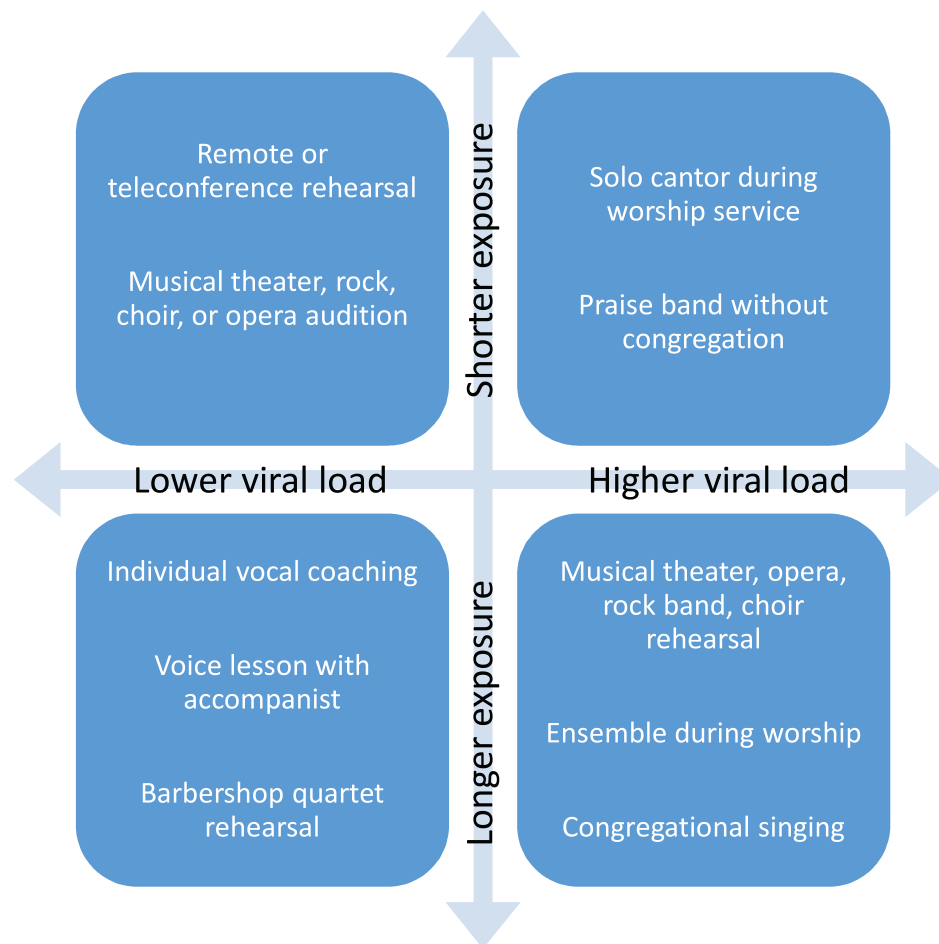 Remote or
teleconference rehearsal
Musical theater, rock,
choir, or opera audition
Shorter exposure
Solo cantor during
worship service
Praise band without
congregation
Lower viral load
Higher viral load
Individual vocal coaching
Voice lesson with
accompanist
Barbershop quartet
rehearsal
Longer exposure
Musical theater, opera,
rock band, choir
rehearsal
Ensemble during worship
Congregational singing